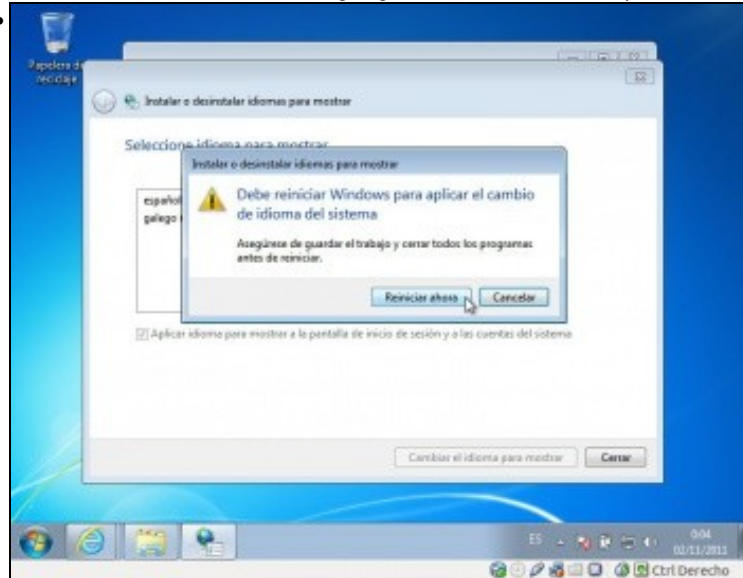 Papelera de
reciclaje
Instalar o desinstalar idiomas para mostrar
Seleccione idioma para mostrar
Instalar o desinstalar idiomas para mostrar
Debe reiniciar Windows para aplicar el cambio
de idioma del sistema
español
galego
Asegúrese de guardar el trabajo y cerrar todos los programas
antes de reiniciar.
Reiniciar ahora
Cancelar
Aplicar idioma para mostrar a la pantalla de inicio de sesión y a las cuentas del sistema
Cambiar el idioma para mostrar
Cerrar
ES
0:04
02/11/2011
Ctrl Derecho